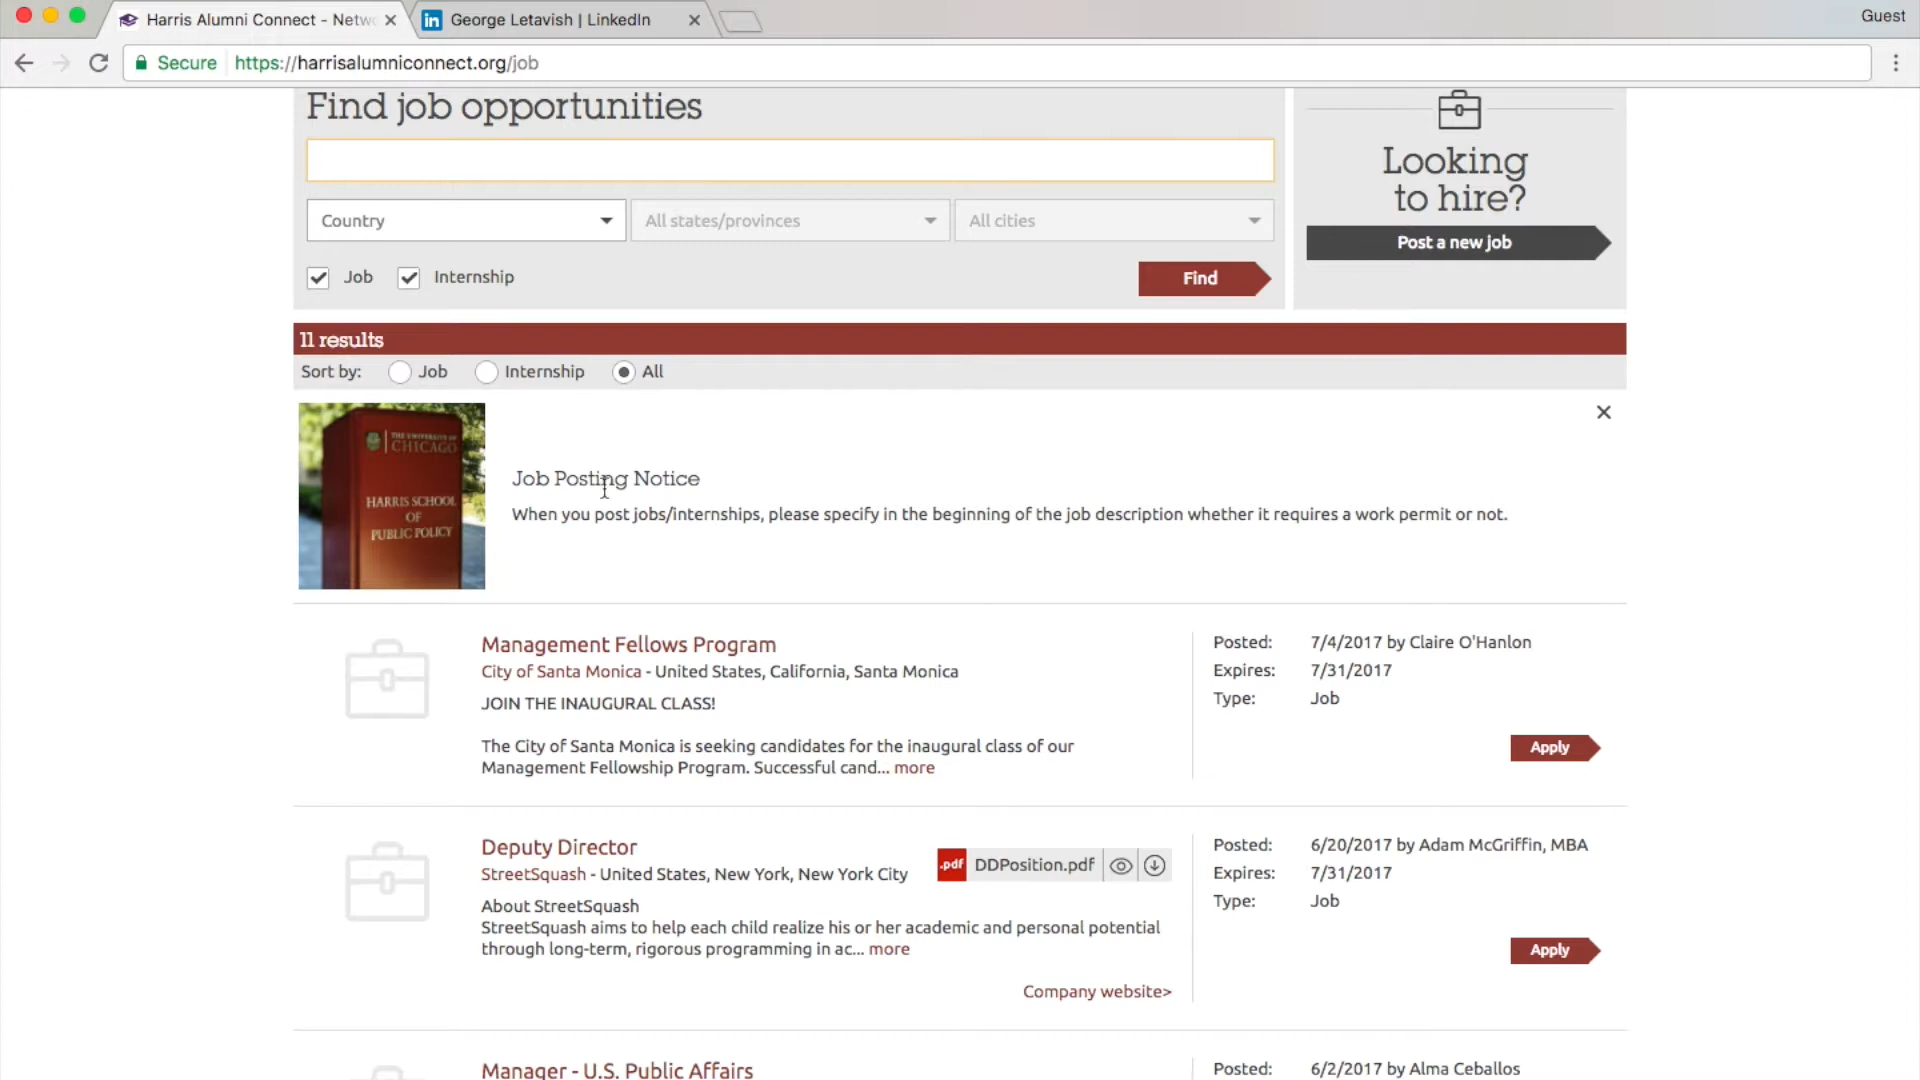 Harris Alumni Connect - Netw
George Letavish | LinkedIn
Guest
Secure
https://harrisalumniconnect.org/job
Find job opportunities
Country
All states/provinces
All cities
Job
Internship
Find
Looking
to hire?
Post a new job
11 results
Sort by:
Job
Internship
All
THE UNIVERSITY OF
CHICAGO
HARRIS SCHOOL
OF
PUBLIC POLICY
Job Posting Notice
When you post jobs/internships, please specify in the beginning of the job description whether it requires a work permit or not.
Management Fellows Program
City of Santa Monica - United States, California, Santa Monica
JOIN THE INAUGURAL CLASS!
The City of Santa Monica is seeking candidates for the inaugural class of our
Management Fellowship Program. Successful cand... more
Posted: 7/4/2017 by Claire O'Hanlon
Expires: 7/31/2017
Type: Job
Apply
Deputy Director
StreetSquash - United States, New York, New York City
.pdf DDPosition.pdf
About StreetSquash
StreetSquash aims to help each child realize his or her academic and personal potential
through long-term, rigorous programming in ac... more
Company website>
Posted: 6/20/2017 by Adam McGriffin, MBA
Expires: 7/31/2017
Type: Job
Apply
Manager - U.S. Public Affairs
Posted: 6/2/2017 by Alma Ceballos